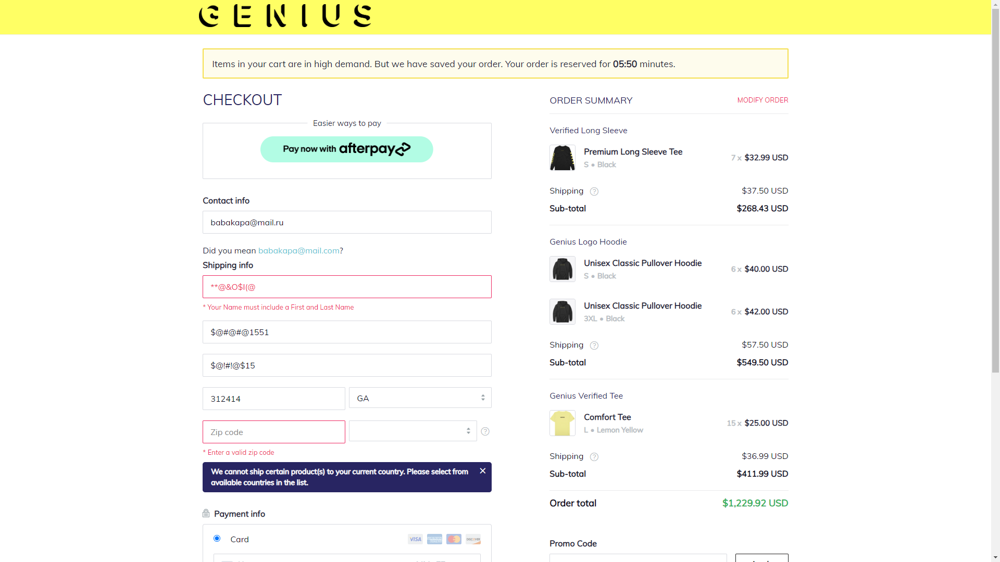 GENIUS
Items in your cart are in high demand. But we have saved your order. Your order is reserved for 05:50 minutes.
CHECKOUT
Easier ways to pay
Pay now with afterpay
Contact info
babakapa@mail.ru
Did you mean babakapa@mail.com?
Shipping info
**@&O$I(@
* Your Name must include a First and Last Name
$@#@#@1551
$@!#!@$15
312414
GA
Zip code
?
* Enter a valid zip code
We cannot ship certain product(s) to your current country. Please select from
available countries in the list.
Payment info
Card
VISA
AMERICAN EXPRESS
DISCOVER
ORDER SUMMARY
MODIFY ORDER
Verified Long Sleeve
Premium Long Sleeve Tee
S • Black
7 x $32.99 USD
Shipping ?
$37.50 USD
Sub-total
$268.43 USD
Genius Logo Hoodie
Unisex Classic Pullover Hoodie
S • Black
6 x $40.00 USD
Unisex Classic Pullover Hoodie
3XL • Black
6 x $42.00 USD
Shipping ?
$57.50 USD
Sub-total
$549.50 USD
Genius Verified Tee
Comfort Tee
L • Lemon Yellow
15 x $25.00 USD
Shipping ?
$36.99 USD
Sub-total
$411.99 USD
Order total
$1,229.92 USD
Promo Code